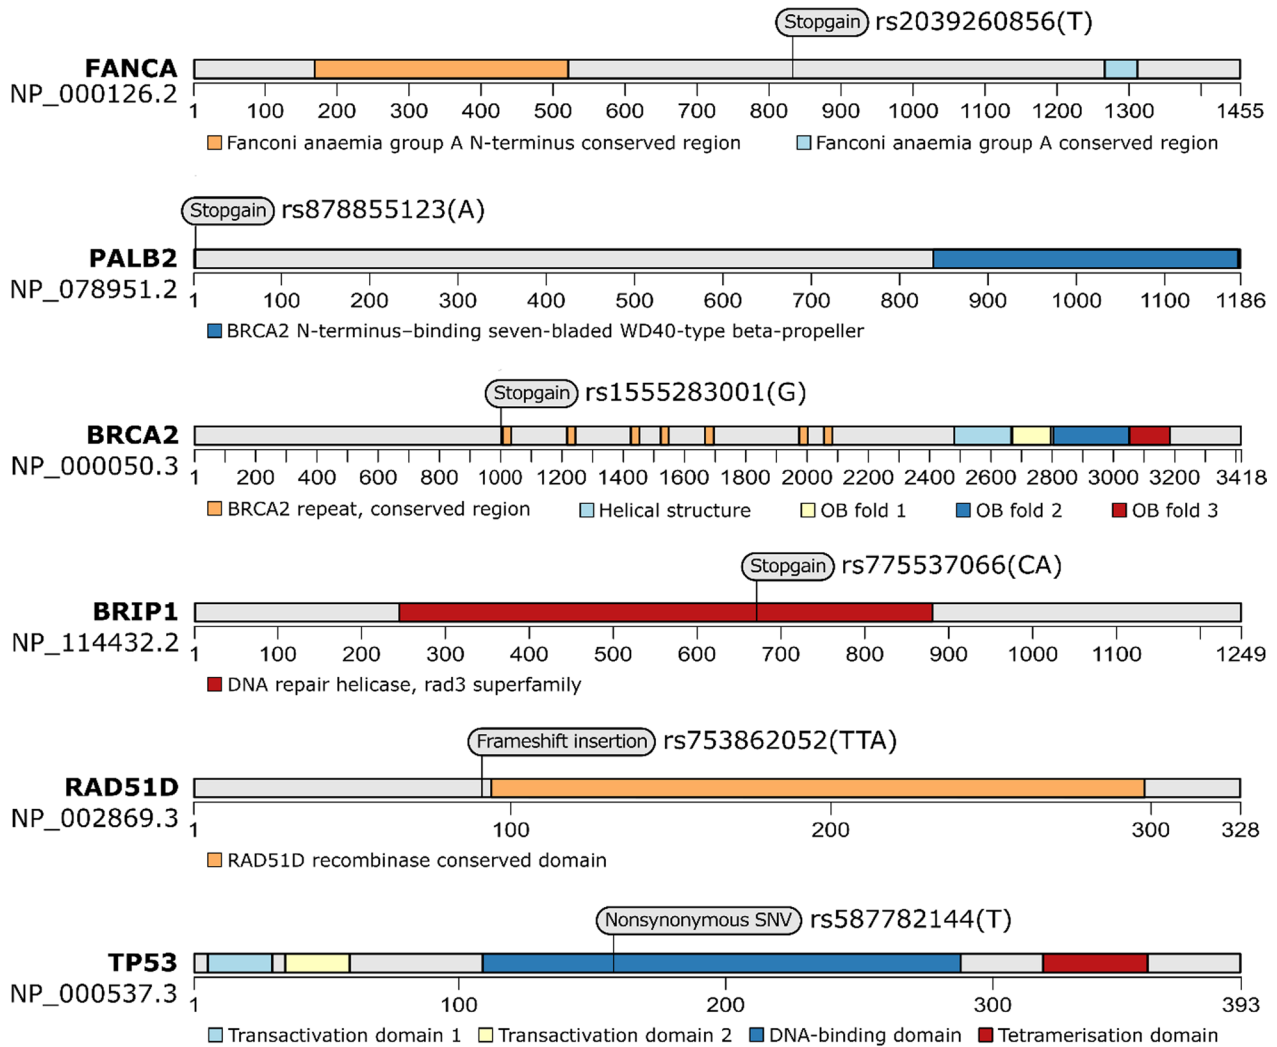 Stopgain rs2039260856(T)
FANCA
NP_000126.2
1 100 200 300 400 500 600 700 800 900 1000 1100 1200 1300 1455
Fanconi anaemia group A N-terminus conserved region Fanconi anaemia group A conserved region
Stopgain rs878855123(A)
PALB2
NP_078951.2
1 100 200 300 400 500 600 700 800 900 1000 1100 1186
BRCA2 N-terminus–binding seven-bladed WD40-type beta-propeller
Stopgain rs1555283001(G)
BRCA2
NP_000050.3
1 200 400 600 800 1000 1200 1400 1600 1800 2000 2200 2400 2600 2800 3000 3200 3418
BRCA2 repeat, conserved region Helical structure OB fold 1 OB fold 2 OB fold 3
Stopgain rs775537066(CA)
BRIP1
NP_114432.2
1 100 200 300 400 500 600 700 800 900 1000 1100 1249
DNA repair helicase, rad3 superfamily
Frameshift insertion rs753862052(TTA)
RAD51D
NP_002869.3
1 100 200 300 328
RAD51D recombinase conserved domain
Nonsynonymous SNV rs587782144(T)
TP53
NP_000537.3
1 100 200 300 393
Transactivation domain 1 Transactivation domain 2 DNA-binding domain Tetramerisation domain